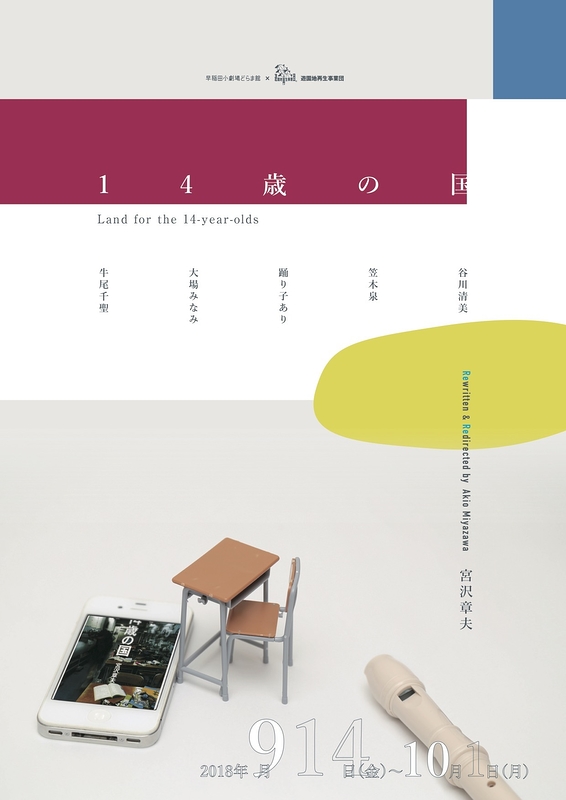 早稲田小劇場どらま館 × 遊園地再生事業団
14歳の国
Land for the 14-year-olds
谷川清美
笠木泉
踊り子あり
大場みなみ
牛尾千聖
Rewritten & Redirected by Akio Miyazawa 宮沢章夫
歳の国
2018年9月14日(金)~10月1日(月)